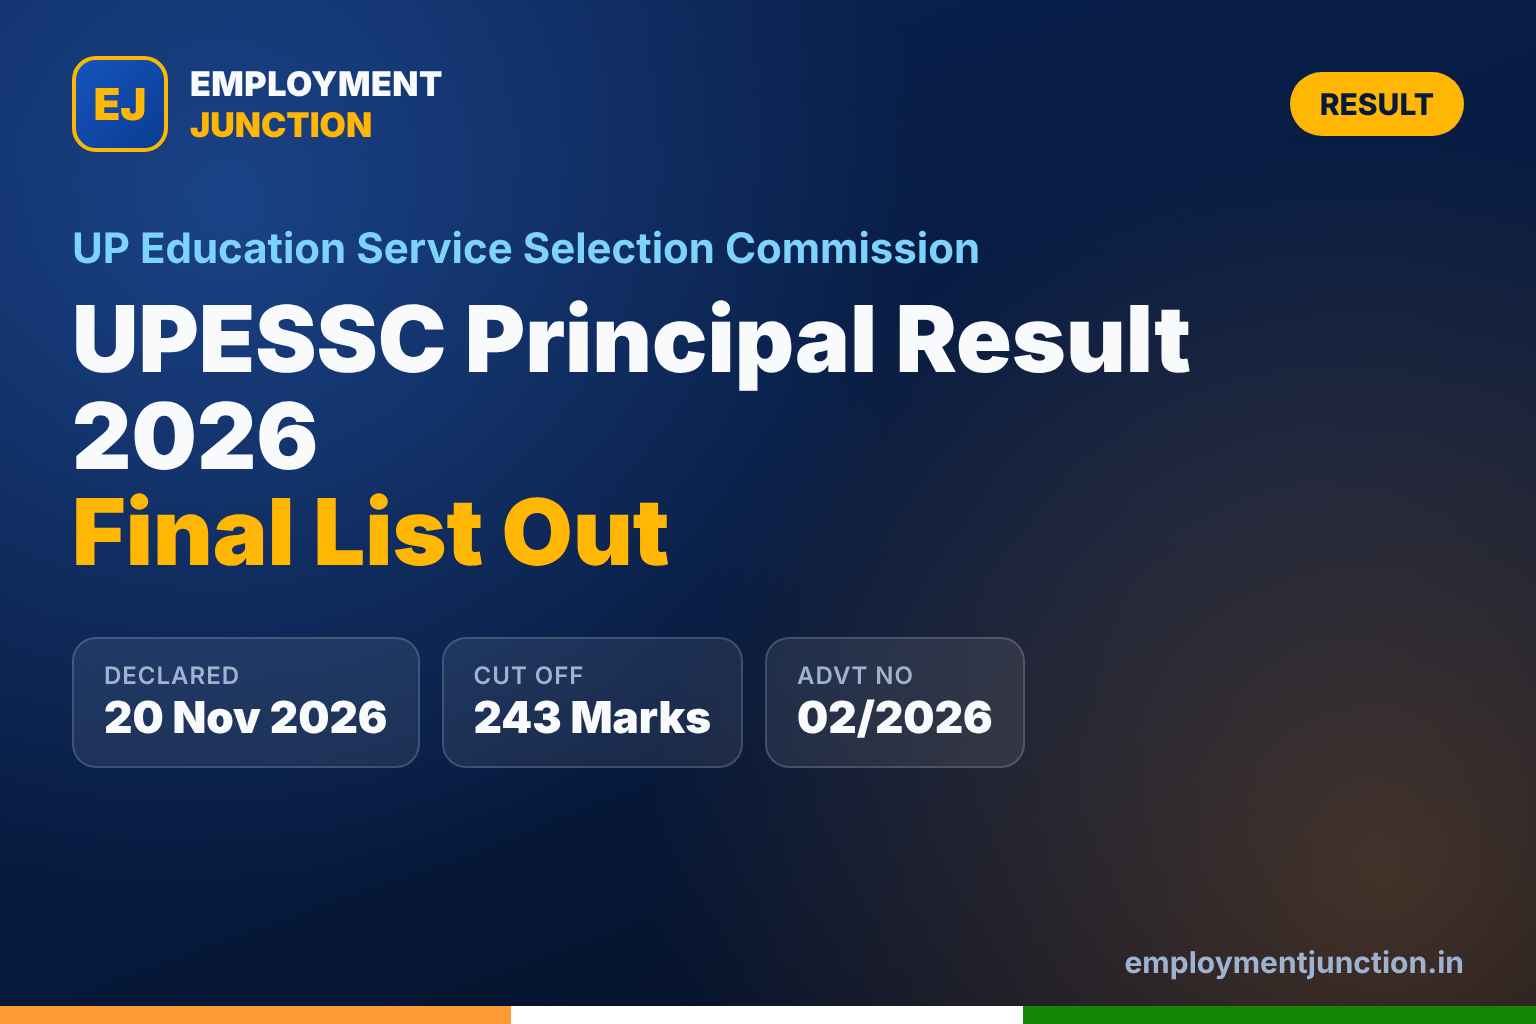 EJ
EMPLOYMENT
JUNCTION
RESULT
UP Education Service Selection Commission
UPESSC Principal Result
2026
Final List Out
DECLARED
20 Nov 2026
CUT OFF
243 Marks
ADVT NO
02/2026
employmentjunction.in